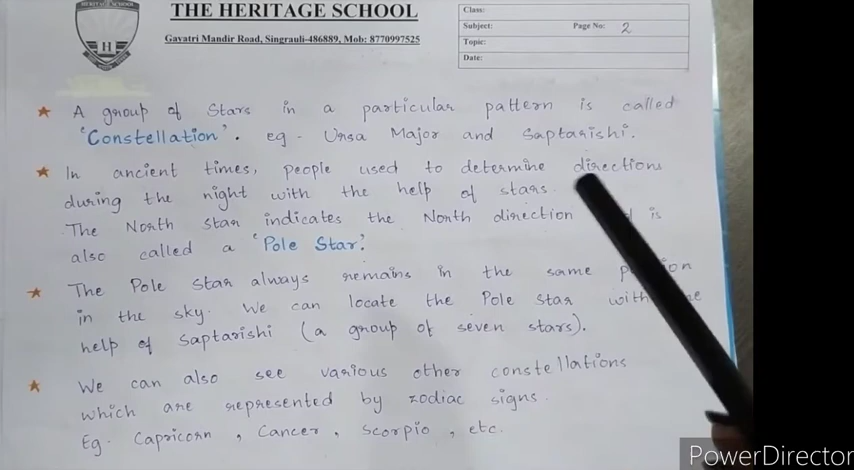 HERITAGE SCHOOL
H
THE HERITAGE SCHOOL
Gayatri Mandir Road, Singrauli-486889, Mob: 8770997525
Class:
Subject: Page No: 2
Topic:
Date:
★ A group of Stars in a particular pattern is called
'Constellation'. eg - Ursa Major and Saptarishi.
★ In ancient times, people used to determine directions
during the night with the help of stars.
The North Star indicates the North direction is
also called a 'Pole Star'.
★ The Pole Star always remains in the same
in the sky. We can locate the Pole Star with
help of Saptarishi (a group of seven stars).
★ We can also see various other constellations
which are represented by zodiac signs.
Eg. Capricorn, Cancer, Scorpio, etc.
PowerDirector